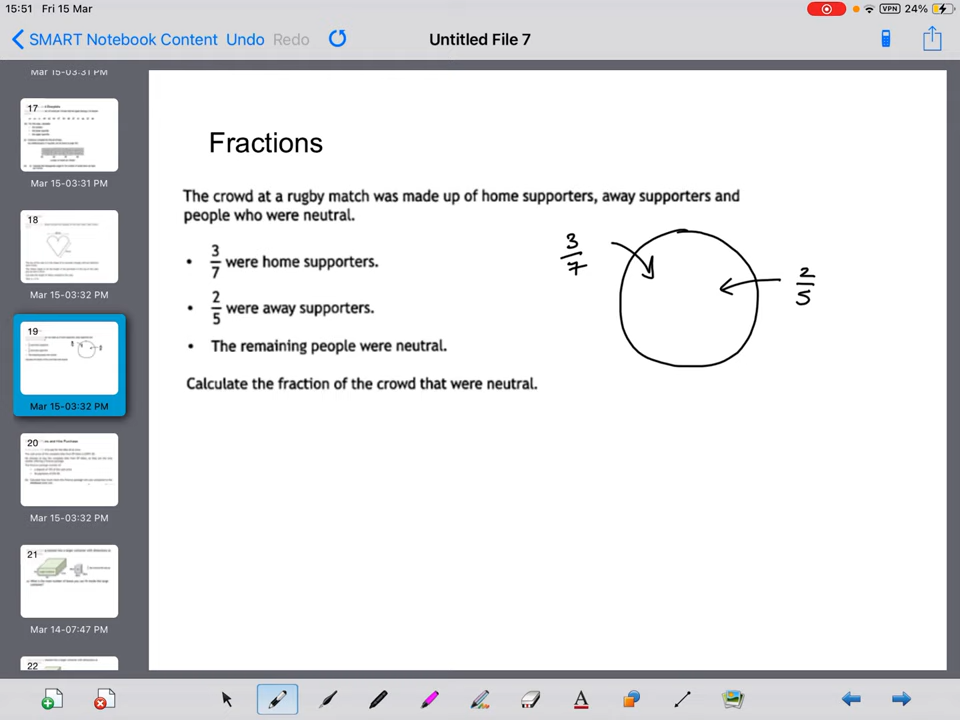 15:51 Fri 15 Mar
VPN 24%
SMART Notebook Content Undo Redo
Untitled File 7
Mar 15-03:31 PM
17
Mar 15-03:31 PM
18
Mar 15-03:32 PM
19
Mar 15-03:32 PM
20
Mar 15-03:32 PM
21
Mar 14-07:47 PM
22
Fractions
The crowd at a rugby match was made up of home supporters, away supporters and
people who were neutral.
• 3/7 were home supporters.
• 2/5 were away supporters.
• The remaining people were neutral.
Calculate the fraction of the crowd that were neutral.
3/7
2/5
A